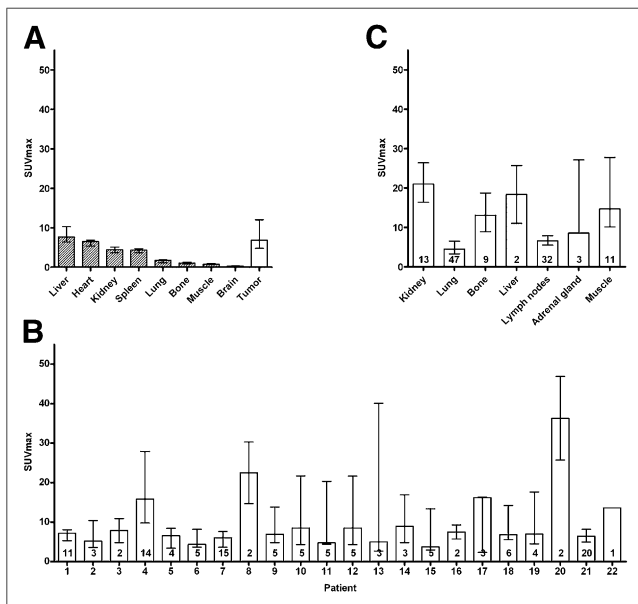 A
SUVmax
50
40
30
20
10
0
Liver Heart Kidney Spleen Lung Bone Muscle Brain Tumor
C
SUVmax
50
40
30
20
10
0
13 47 9 2 32 3 11
Kidney Lung Bone Liver Lymph nodes Adrenal gland Muscle
B
SUVmax
50
40
30
20
10
0
11 3 2 14 4 5 15 2 5 5 5 5 3 3 5 2 3 6 4 2 20 1
1 2 3 4 5 6 7 8 9 10 11 12 13 14 15 16 17 18 19 20 21 22
Patient